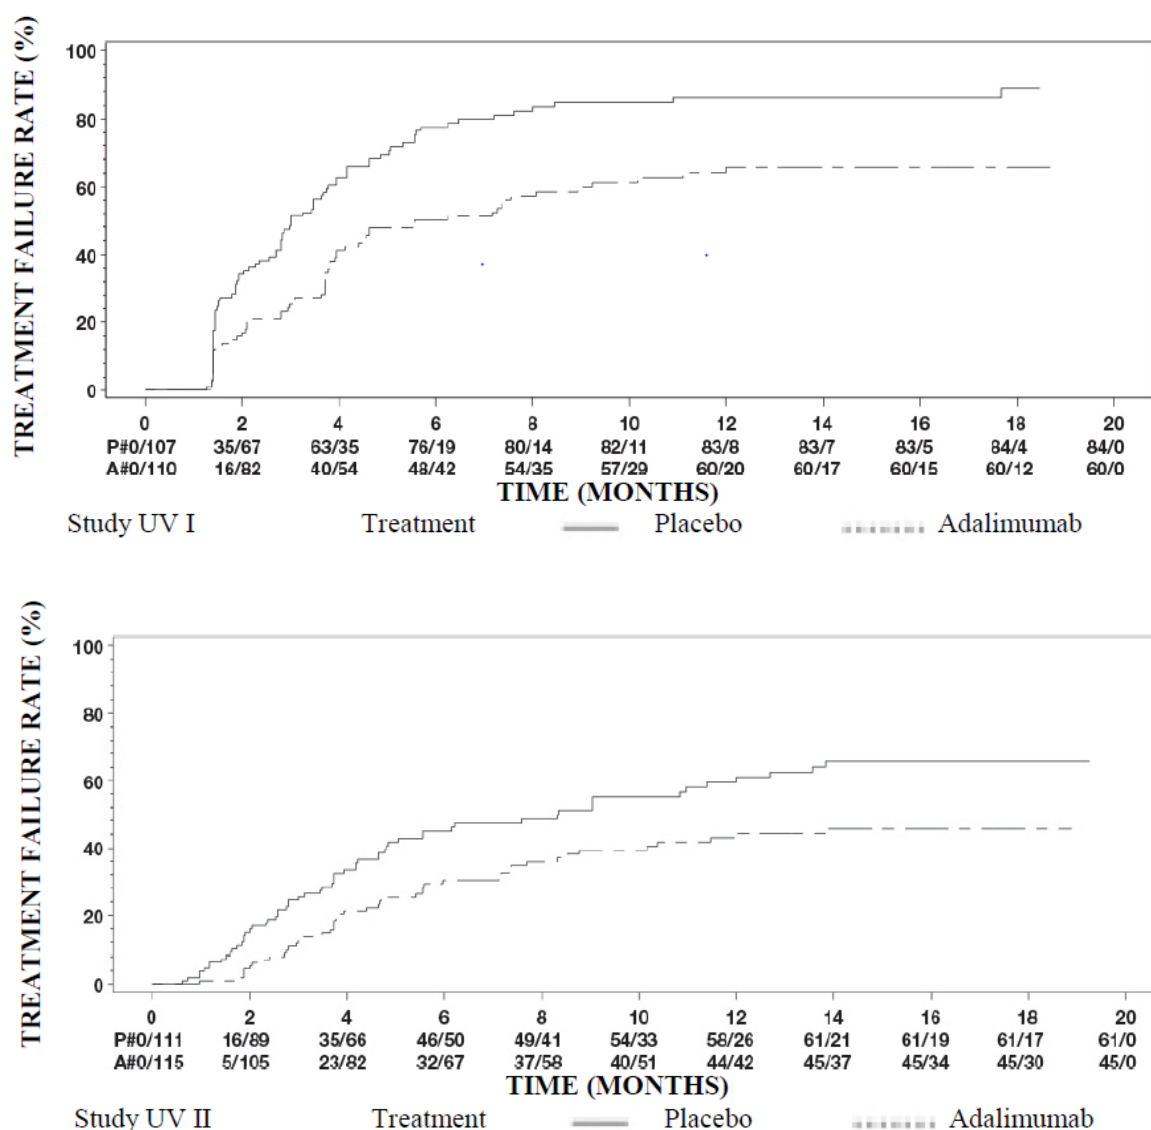 TREATMENT FAILURE RATE (%)
100
80
60
40
20
0
0 2 4 6 8 10 12 14 16 18 20
P#0/107 35/67 63/35 76/19 80/14 82/11 83/8 83/7 83/5 84/4 84/0
A#0/110 16/82 40/54 48/42 54/35 57/29 60/20 60/17 60/15 60/12 60/0
TIME (MONTHS)
Study UV I Treatment Placebo Adalimumab
TREATMENT FAILURE RATE (%)
100
80
60
40
20
0
0 2 4 6 8 10 12 14 16 18 20
P#0/111 16/89 35/66 46/50 49/41 54/33 58/26 61/21 61/19 61/17 61/0
A#0/115 5/105 23/82 32/67 37/58 40/51 44/42 45/37 45/34 45/30 45/0
TIME (MONTHS)
Study UV II Treatment Placebo Adalimumab